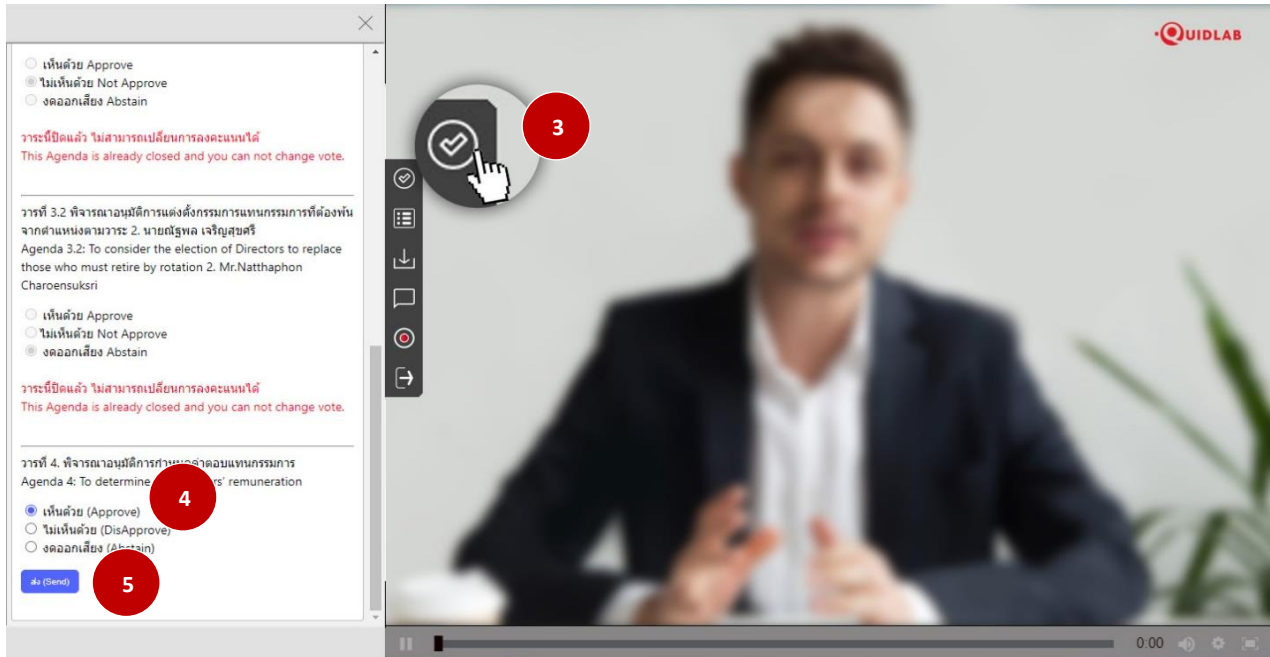 เห็นด้วย Approve
ไม่เห็นด้วย Not Approve
งดออกเสียง Abstain
วาระนี้ปิดแล้ว ไม่สามารถเปลี่ยนการลงคะแนนได้
This Agenda is already closed and you can not change vote.
วารที่ 3.2 พิจารณาอนุมัติการแต่งตั้งกรรมการแทนกรรมการที่ต้องพ้น
จากตำแหน่งตามวาระ 2. นายณัฐพล เจริญสุขศรี
Agenda 3.2: To consider the election of Directors to replace
those who must retire by rotation 2. Mr.Natthaphon
Charoensuksri
เห็นด้วย Approve
ไม่เห็นด้วย Not Approve
งดออกเสียง Abstain
วาระนี้ปิดแล้ว ไม่สามารถเปลี่ยนการลงคะแนนได้
This Agenda is already closed and you can not change vote.
วารที่ 4. พิจารณาอนุมัติการกำหนดค่าตอบแทนกรรมการ
Agenda 4: To determine rs' remuneration
4
เห็นด้วย (Approve)
ไม่เห็นด้วย (DisApprove)
งดออกเสียง (Abstain)
ส่ง (Send)
5
QUIDLAB
3
0:00